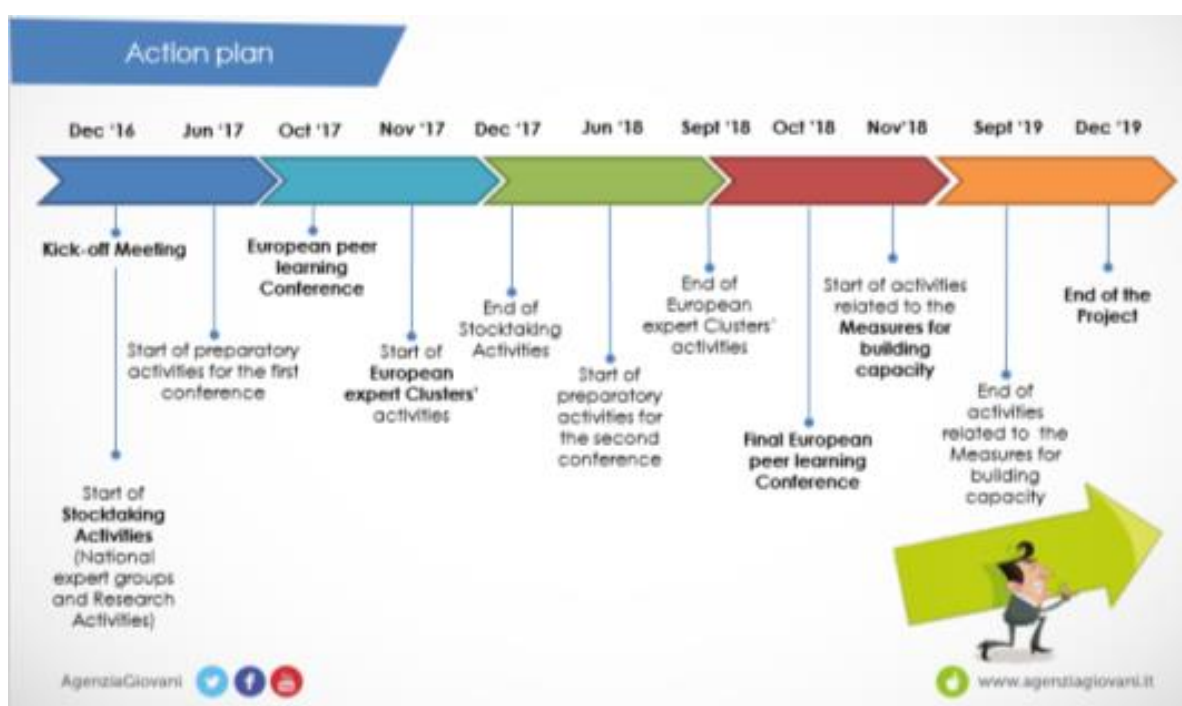 Action plan
Dec '16 Jun '17 Oct '17 Nov '17 Dec '17 Jun '18 Sept '18 Oct '18 Nov'18 Sept '19 Dec '19
Kick-off Meeting
Start of
Stocktaking
Activities
(National
expert groups
and Research
Activities)
Start of preparatory
activities for the first
conference
European peer
learning
Conference
Start of
European
expert Clusters'
activities
End of
Stocktaking
Activities
Start of
preparatory
activities for
the second
conference
End of
European
expert Clusters'
activities
Final European
peer learning
Conference
Start of activities
related to the
Measures for
building
capacity
End of
activities
related to the
Measures for
building
capacity
End of the
Project
AgenziaGiovani
www.agenziagiovani.it